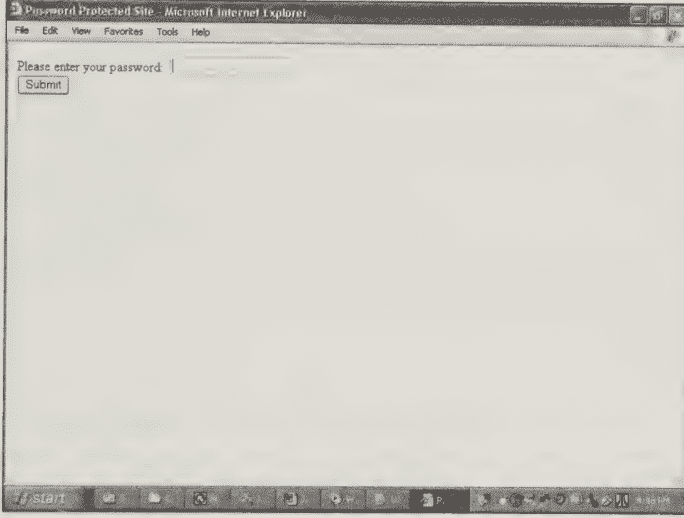 Password Protected Site - Microsoft Internet Explorer
File Edit View Favorites Tools Help
Please enter your password:
Submit
start
P.